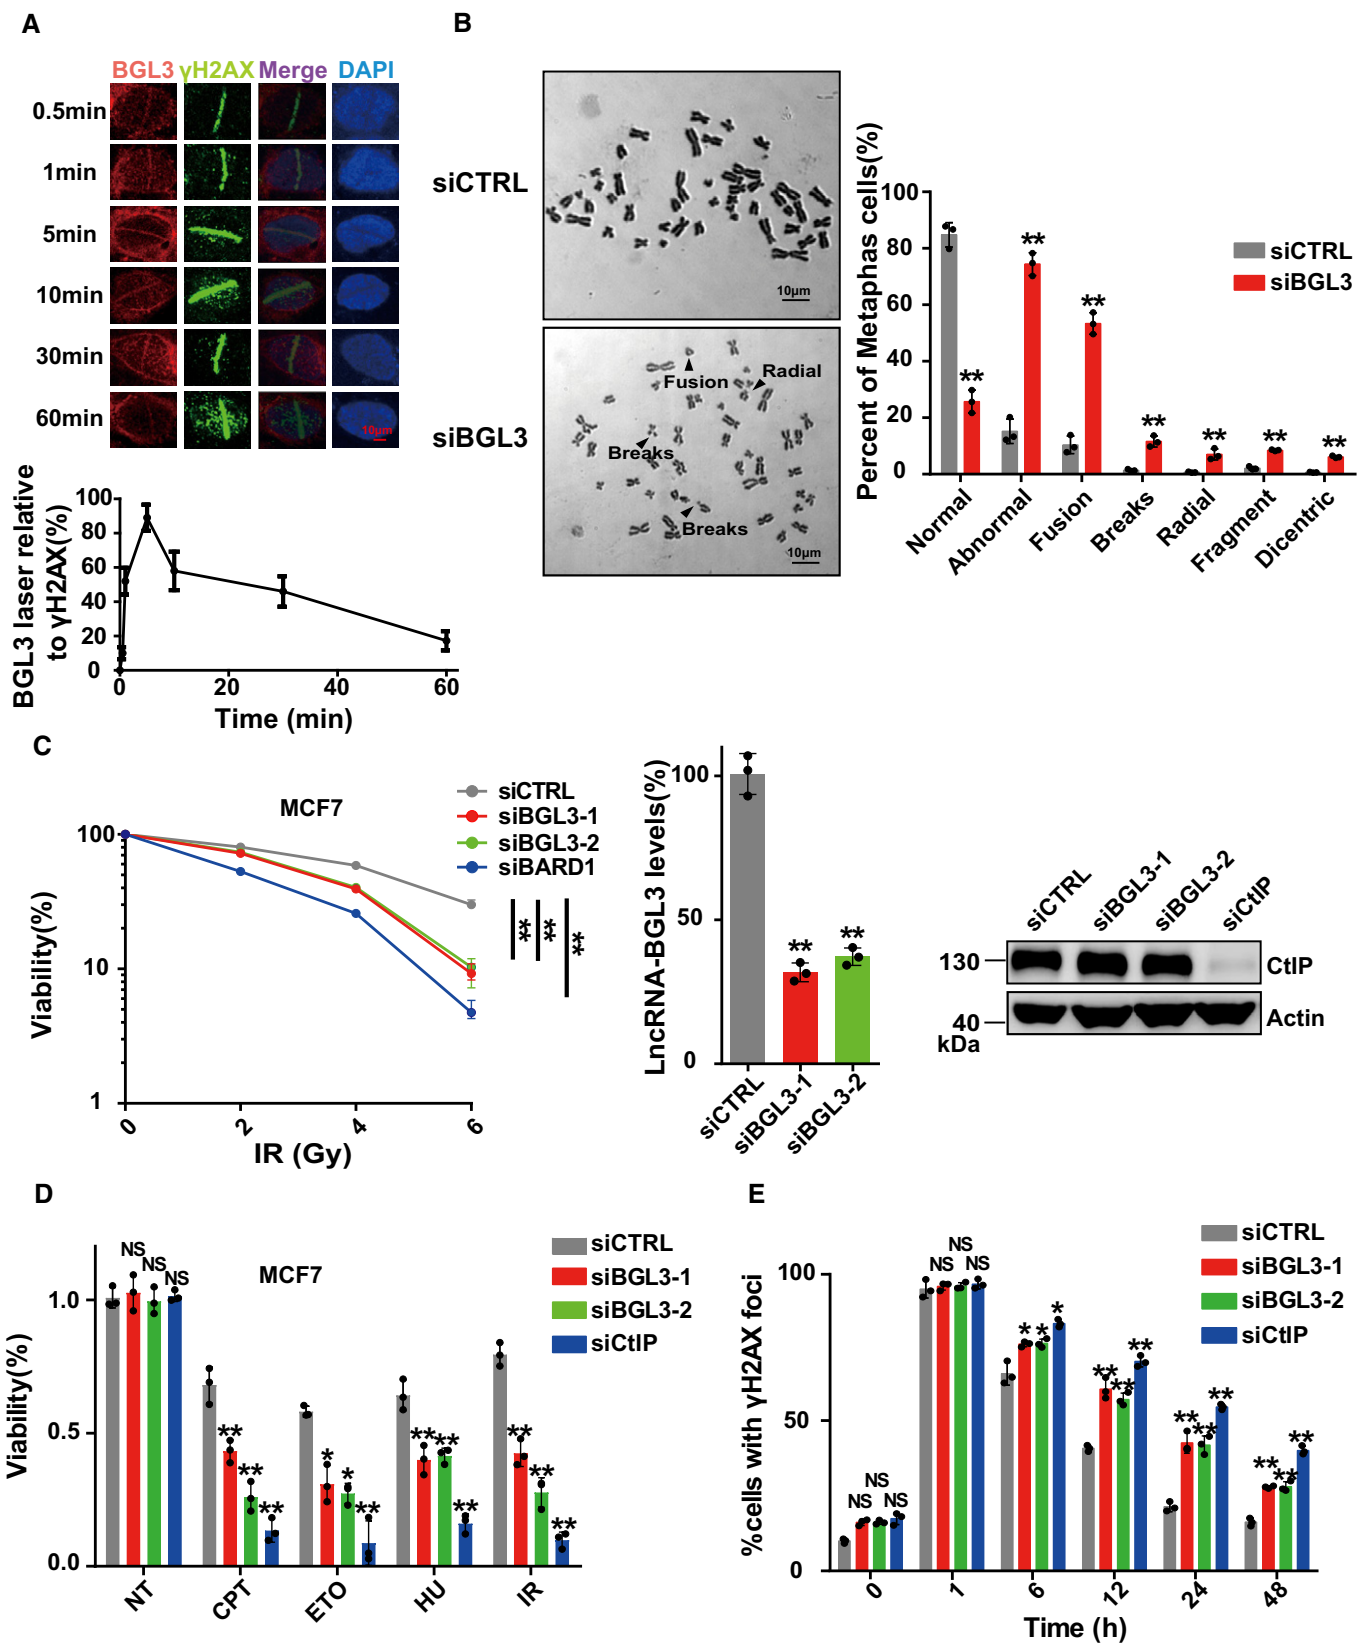 A
BGL3 γH2AX Merge DAPI
0.5min
1min
5min
10min
30min
60min
10μm
BGL3 laser relative
to γH2AX(%)
100
80
60
40
20
0
0 20 40 60
Time (min)
B
siCTRL
10μm
siBGL3
Fusion
Radial
Breaks
Breaks
10μm
Percent of Metaphas cells(%)
100
80
60
40
20
0
** ** ** ** ** ** **
siCTRL
siBGL3
Normal
Abnormal
Fusion
Breaks
Radial
Fragment
Dicentric
C
MCF7
siCTRL
siBGL3-1
siBGL3-2
siBARD1
** ** **
Viability(%)
100
10
1
0 2 4 6
IR (Gy)
LncRNA-BGL3 levels(%)
100
50
0
** **
siCTRL
siBGL3-1
siBGL3-2
siCTRL
siBGL3-1
siBGL3-2
siCtIP
130
CtIP
40
Actin
kDa
D
MCF7
siCTRL
siBGL3-1
siBGL3-2
siCtIP
Viability(%)
1.0
0.5
0.0
NS NS NS
** ** **
* * **
** ** **
** ** **
NT
CPT
ETO
HU
IR
E
siCTRL
siBGL3-1
siBGL3-2
siCtIP
%cells with γH2AX foci
100
50
0
NS NS NS
NS NS NS
* * *
** ** **
** ** **
** ** **
0 1 6 12 24 48
Time (h)